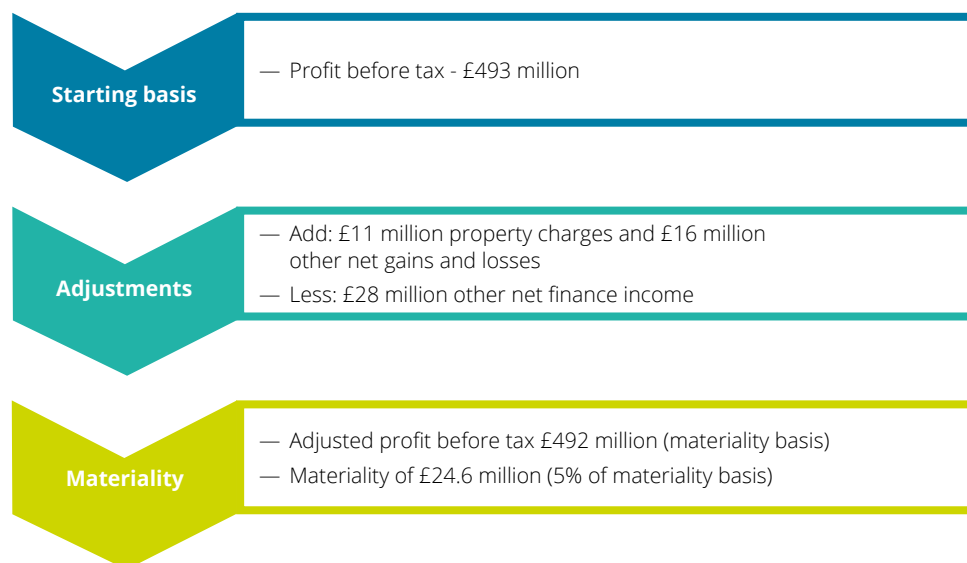 Starting basis
— Profit before tax - £493 million
Adjustments
— Add: £11 million property charges and £16 million
other net gains and losses
— Less: £28 million other net finance income
Materiality
— Adjusted profit before tax £492 million (materiality basis)
— Materiality of £24.6 million (5% of materiality basis)